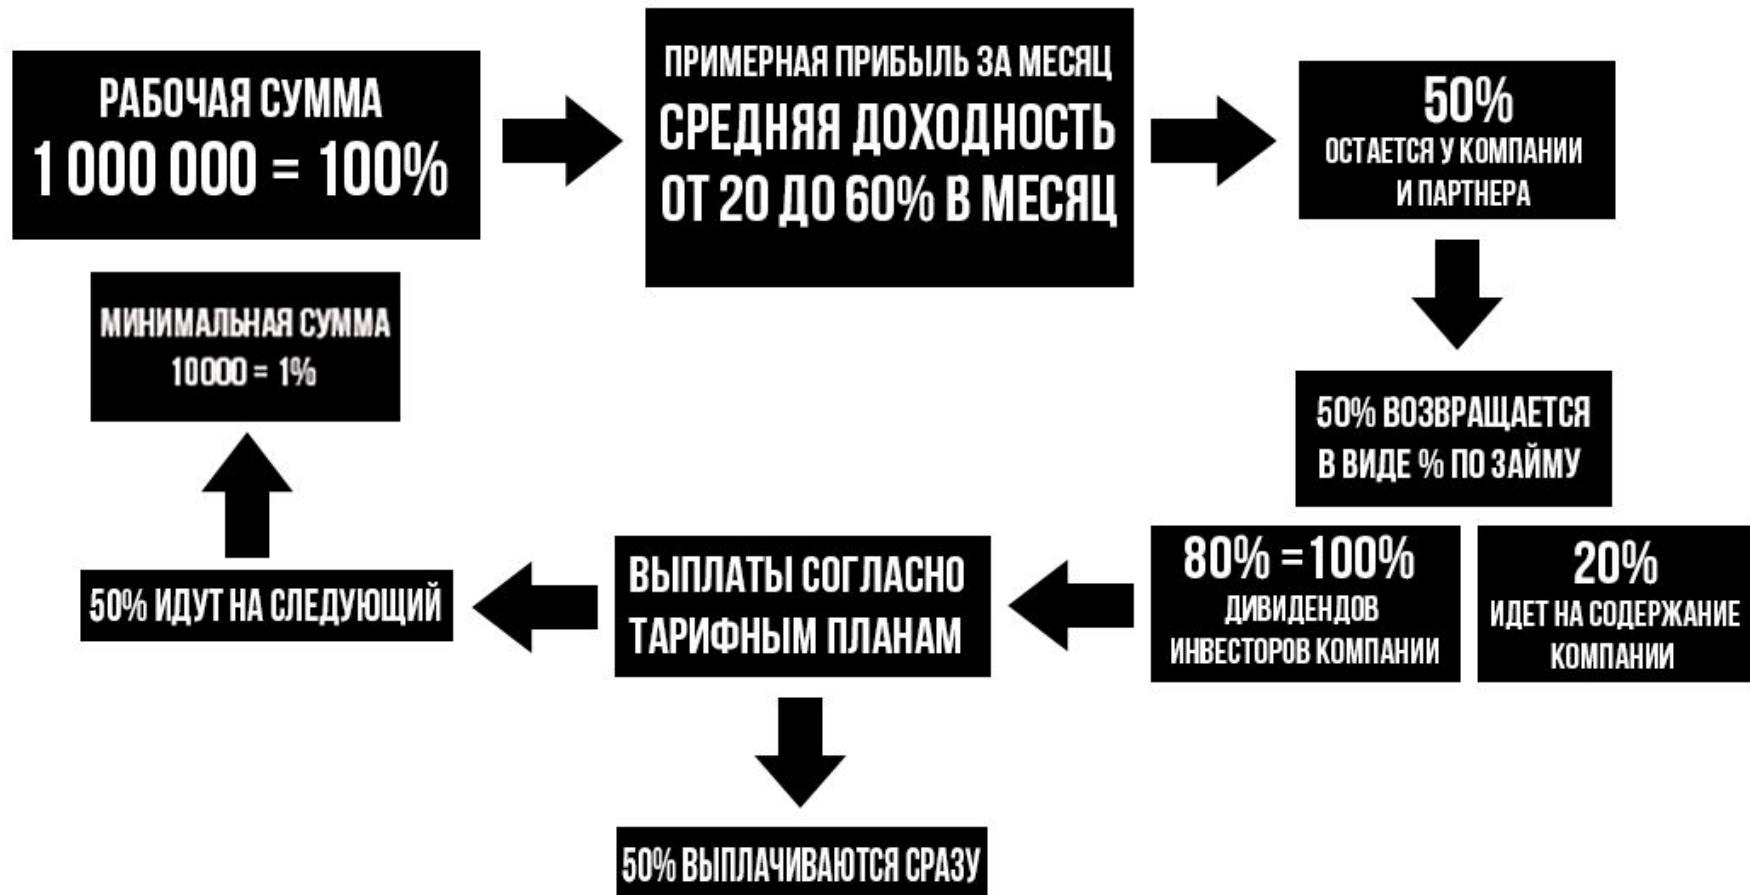 РАБОЧАЯ СУММА
1 000 000 = 100%
ПРИМЕРНАЯ ПРИБЫЛЬ ЗА МЕСЯЦ
СРЕДНЯЯ ДОХОДНОСТЬ
ОТ 20 ДО 60% В МЕСЯЦ
50%
ОСТАЕТСЯ У КОМПАНИИ
И ПАРТНЕРА
МИНИМАЛЬНАЯ СУММА
10000 = 1%
50% ВОЗВРАЩАЕТСЯ
В ВИДЕ % ПО ЗАЙМУ
80% =100%
ДИВИДЕНДОВ
ИНВЕСТОРОВ КОМПАНИИ
20%
ИДЕТ НА СОДЕРЖАНИЕ
КОМПАНИИ
ВЫПЛАТЫ СОГЛАСНО
ТАРИФНЫМ ПЛАНАМ
50% ИДУТ НА СЛЕДУЮЩИЙ
50% ВЫПЛАЧИВАЮТСЯ СРАЗУ